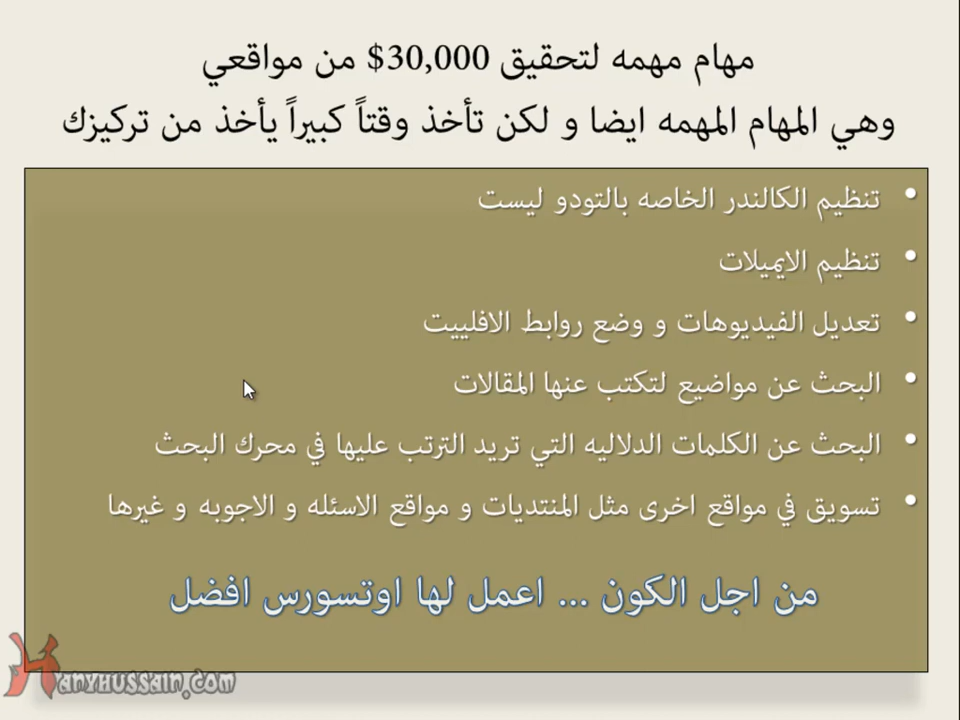 مهام مهمه لتحقيق 30,000$ من مواقعي
وهي المهام المهمه ايضا و لكن تأخذ وقتاً كبيراً يأخذ من تركيزك
• تنظيم الكالندر الخاصه بالتودو ليست
• تنظيم الايميلات
• تعديل الفيديوهات و وضع روابط الافلييت
• البحث عن مواضيع لتكتب عنها المقالات
• البحث عن الكلمات الدلاليه التي تريد الترتب عليها في محرك البحث
• تسويق في مواقع اخرى مثل المنتديات و مواقع الاسئله و الاجوبه و غيرها
من اجل الكون ... اعمل لها اوتسورس افضل
HanyHussain.com